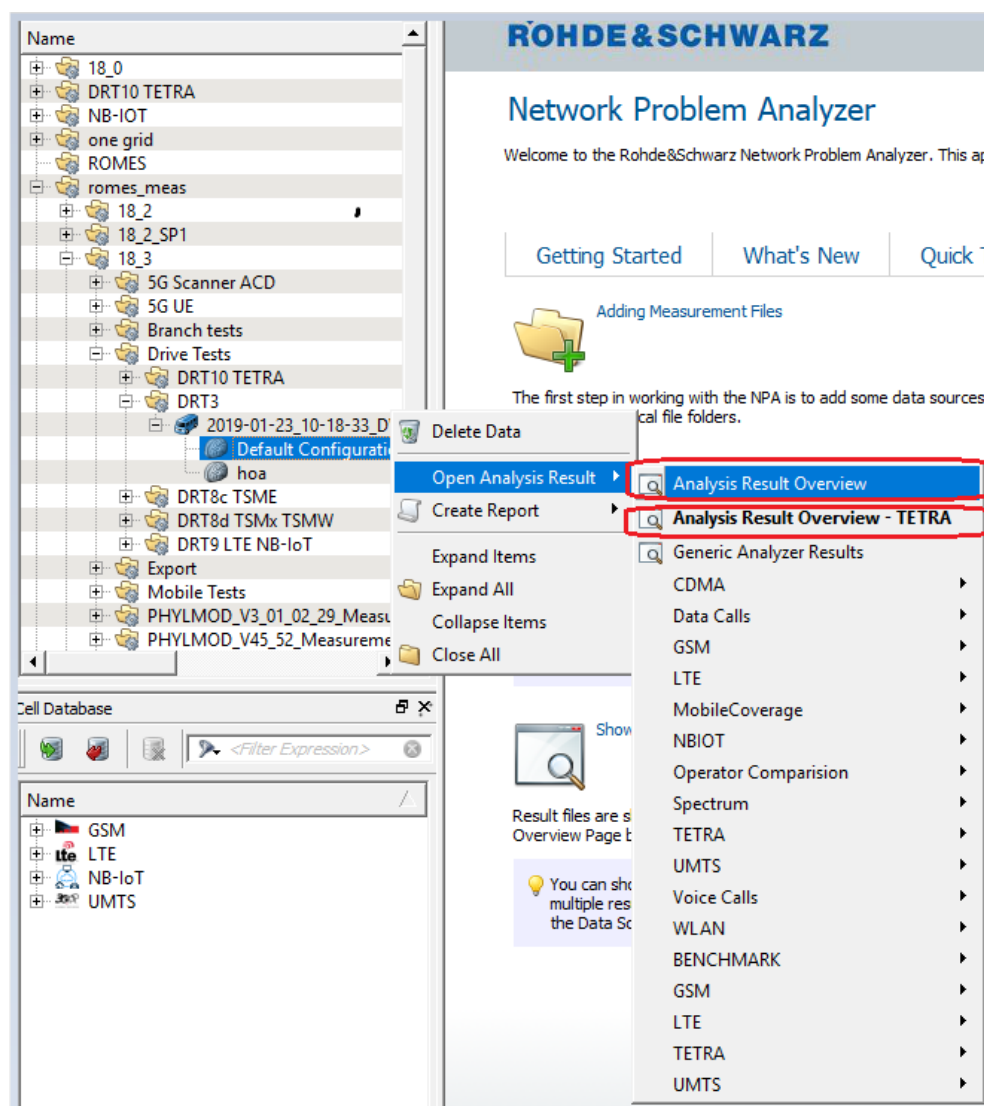 Name
18_0
DRT10 TETRA
NB-IOT
one grid
ROMES
romes_meas
18_2
18_2_SP1
18_3
5G Scanner ACD
5G UE
Branch tests
Drive Tests
DRT10 TETRA
DRT3
2019-01-23_10-18-33_D
Default Configurati
hoa
DRT8c TSME
DRT8d TSMx TSMW
DRT9 LTE NB-IoT
Export
Mobile Tests
PHYLMOD_V3_01_02_29_Measu
PHYLMOD_V45_52_Measureme
Cell Database
<Filter Expression>
Name
GSM
LTE
NB-IoT
UMTS
ROHDE&SCHWARZ
Network Problem Analyzer
Welcome to the Rohde&Schwarz Network Problem Analyzer. This ap
Getting Started What's New Quick
Adding Measurement Files
The first step in working with the NPA is to add some data sources
cal file folders.
Delete Data
Open Analysis Result
Create Report
Expand Items
Expand All
Collapse Items
Close All
Analysis Result Overview
Analysis Result Overview - TETRA
Generic Analyzer Results
CDMA
Data Calls
GSM
LTE
MobileCoverage
NBIOT
Operator Comparision
Spectrum
TETRA
UMTS
Voice Calls
WLAN
BENCHMARK
GSM
LTE
TETRA
UMTS
Show
Result files are s
Overview Page b
You can sho
multiple res
the Data So